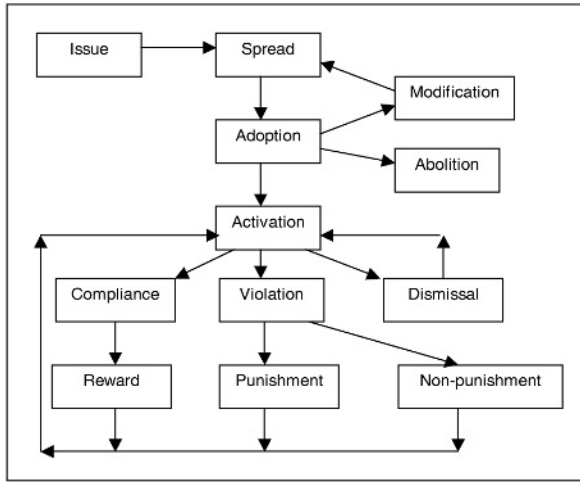 Issue
Spread
Modification
Adoption
Abolition
Activation
Compliance
Violation
Dismissal
Reward
Punishment
Non-punishment